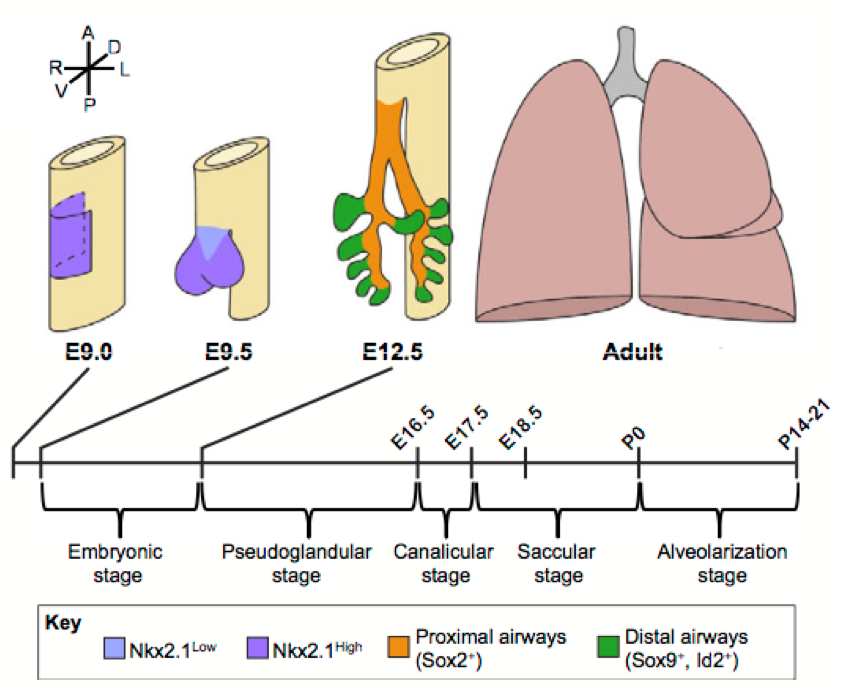 A
D
R
L
V
P
E9.0
E9.5
E12.5
Adult
E16.5
E17.5
E18.5
P0
P14-21
Embryonic
stage
Pseudoglandular
stage
Canalicular
stage
Saccular
stage
Alveolarization
stage
Key
Nkx2.1Low
Nkx2.1High
Proximal airways
(Sox2+)
Distal airways
(Sox9+, Id2+)